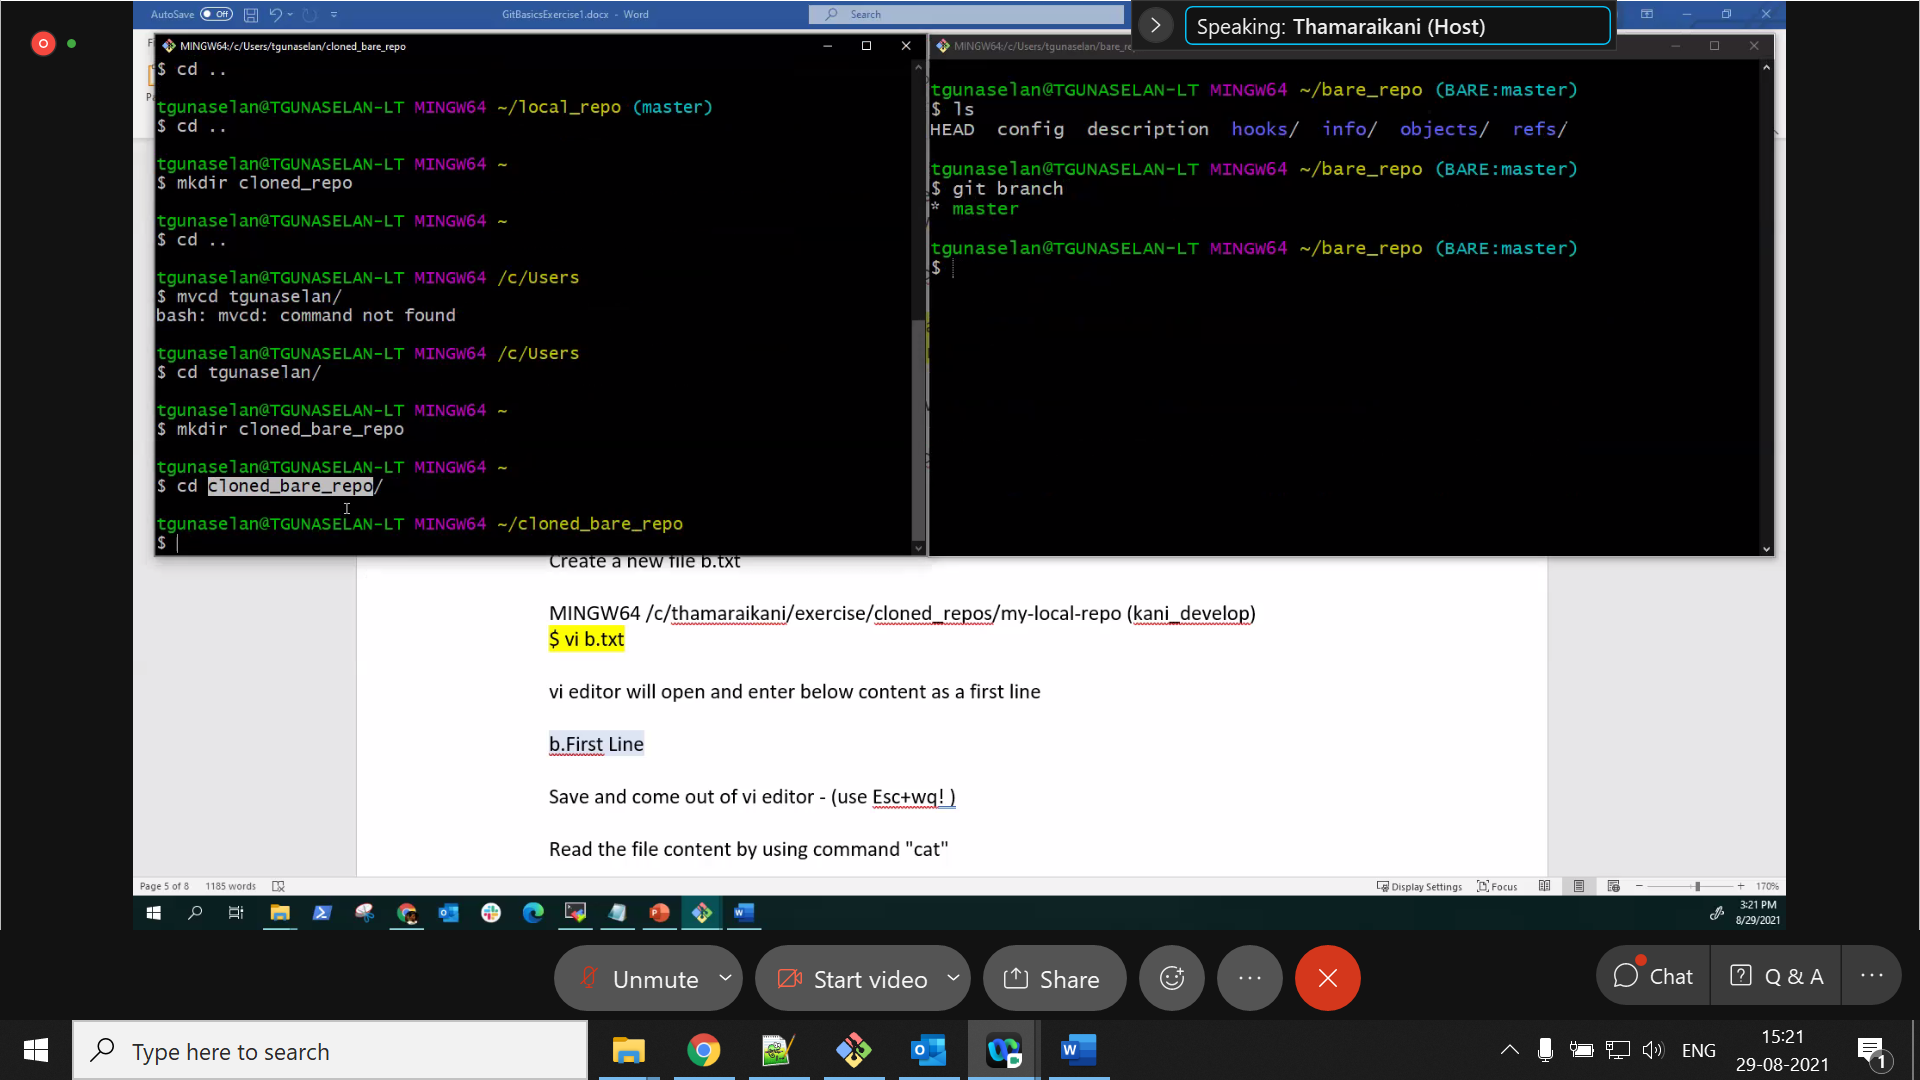 AutoSave Off
GitBasicsExercise1.docx - Word
Search
Speaking: Thamaraikani (Host)
MINGW64:/c/Users/tgunaselan/cloned_bare_repo
$ cd ..
tgunaselan@TGUNASELAN-LT MINGW64 ~/local_repo (master)
$ cd ..
tgunaselan@TGUNASELAN-LT MINGW64 ~
$ mkdir cloned_repo
tgunaselan@TGUNASELAN-LT MINGW64 ~
$ cd ..
tgunaselan@TGUNASELAN-LT MINGW64 /c/Users
$ mvcd tgunaselan/
bash: mvcd: command not found
tgunaselan@TGUNASELAN-LT MINGW64 /c/Users
$ cd tgunaselan/
tgunaselan@TGUNASELAN-LT MINGW64 ~
$ mkdir cloned_bare_repo
tgunaselan@TGUNASELAN-LT MINGW64 ~
$ cd cloned_bare_repo/
tgunaselan@TGUNASELAN-LT MINGW64 ~/cloned_bare_repo
$
MINGW64:/c/Users/tgunaselan/bare_re
tgunaselan@TGUNASELAN-LT MINGW64 ~/bare_repo (BARE:master)
$ ls
HEAD config description hooks/ info/ objects/ refs/
tgunaselan@TGUNASELAN-LT MINGW64 ~/bare_repo (BARE:master)
$ git branch
* master
tgunaselan@TGUNASELAN-LT MINGW64 ~/bare_repo (BARE:master)
$
Create a new file b.txt
MINGW64 /c/thamaraikani/exercise/cloned_repos/my-local-repo (kani_develop)
$ vi b.txt
vi editor will open and enter below content as a first line
b.First Line
Save and come out of vi editor - (use Esc+wq! )
Read the file content by using command "cat"
Page 5 of 8 1185 words
Display Settings Focus 170%
3:21 PM
8/29/2021
Unmute
Start video
Share
Chat
Q & A
Type here to search
ENG
15:21
29-08-2021
1